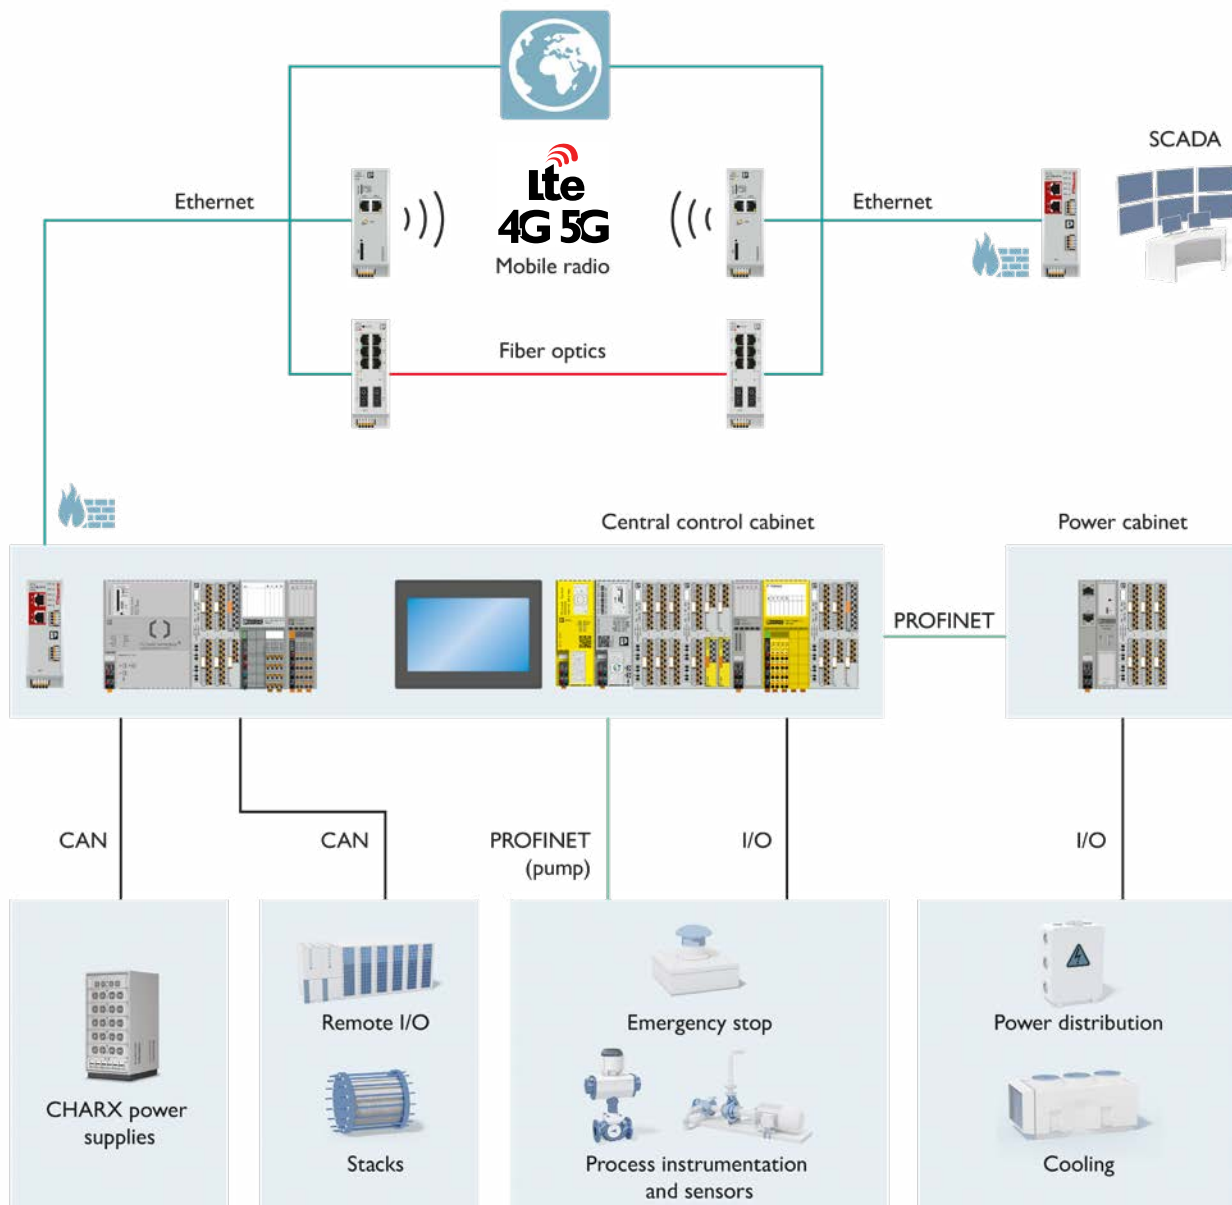 SCADA
Ethernet
Lte
4G 5G
Mobile radio
Ethernet
Fiber optics
Central control cabinet
Power cabinet
PROFINET
CAN
CAN
PROFINET
(pump)
I/O
I/O
Remote I/O
Emergency stop
Power distribution
CHARX power
supplies
Stacks
Process instrumentation
and sensors
Cooling